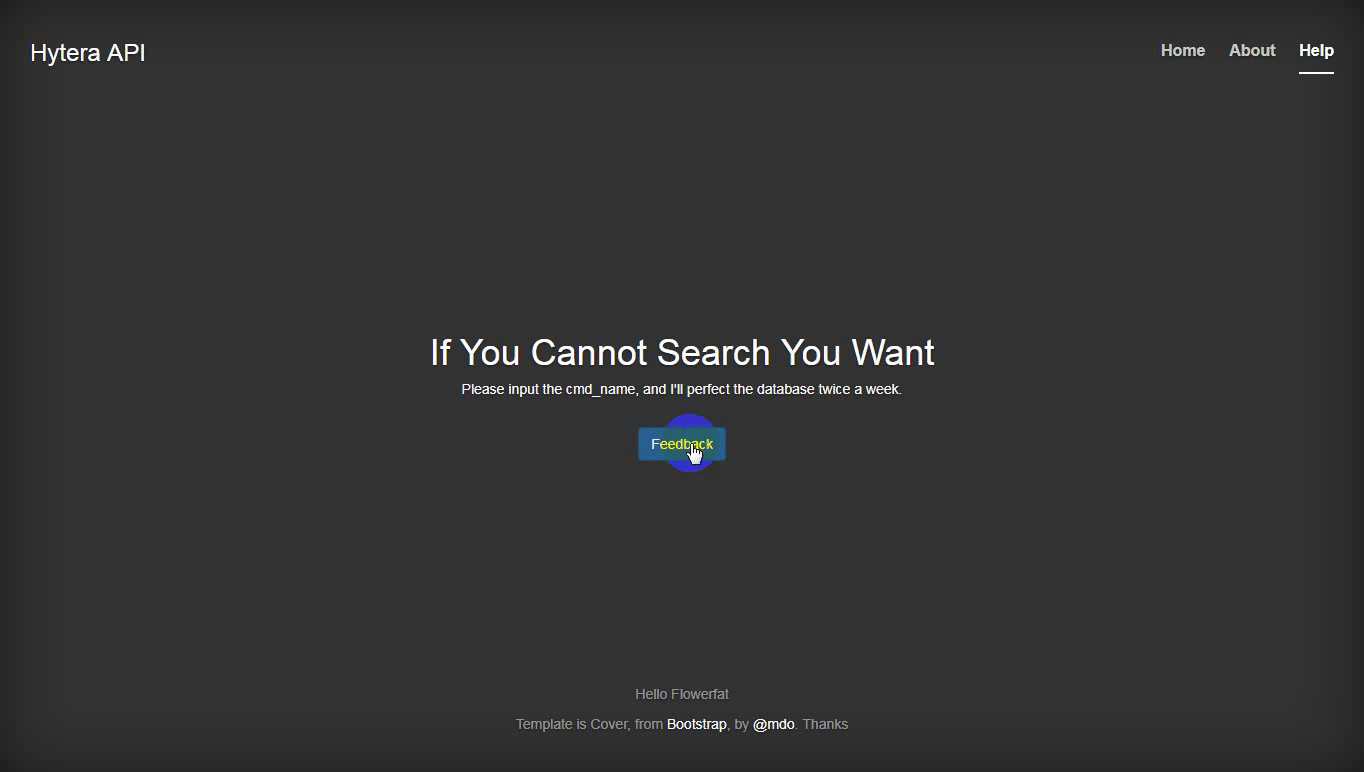 Hytera API
Home About Help
If You Cannot Search You Want
Please input the cmd_name, and I'll perfect the database twice a week.
Feedback
Hello Flowerfat
Template is Cover, from Bootstrap, by @mdo. Thanks